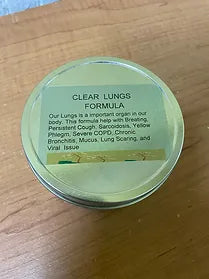 CLEAR LUNGS
FORMULA
Our Lungs is a important organ in our
body. This formula help with Breating,
Persistent Cough, Sarcoidosis, Yellow
Phlegm, Severe COPD, Chronic
Bronchitis, Mucus, Lung Scaring, and
Viral Issue